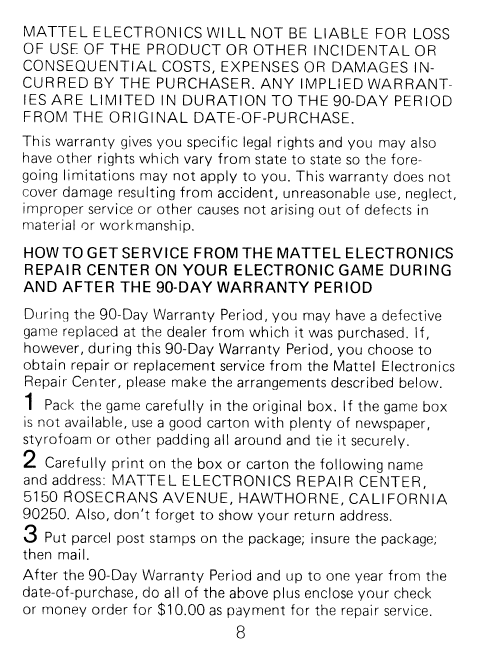 MATTEL ELECTRONICS WILL NOT BE LIABLE FOR LOSS
OF USE OF THE PRODUCT OR OTHER INCIDENTAL OR
CONSEQUENTIAL COSTS, EXPENSES OR DAMAGES IN-
CURRED BY THE PURCHASER. ANY IMPLIED WARRANT-
IES ARE LIMITED IN DURATION TO THE 90-DAY PERIOD
FROM THE ORIGINAL DATE-OF-PURCHASE.
This warranty gives you specific legal rights and you may also
have other rights which vary from state to state so the fore-
going limitations may not apply to you. This warranty does not
cover damage resulting from accident, unreasonable use, neglect,
improper service or other causes not arising out of defects in
material or workmanship.
HOW TO GET SERVICE FROM THE MATTEL ELECTRONICS
REPAIR CENTER ON YOUR ELECTRONIC GAME DURING
AND AFTER THE 90-DAY WARRANTY PERIOD
During the 90-Day Warranty Period, you may have a defective
game replaced at the dealer from which it was purchased. If,
however, during this 90-Day Warranty Period, you choose to
obtain repair or replacement service from the Mattel Electronics
Repair Center, please make the arrangements described below.
1 Pack the game carefully in the original box. If the game box
is not available, use a good carton with plenty of newspaper,
styrofoam or other padding all around and tie it securely.
2 Carefully print on the box or carton the following name
and address: MATTEL ELECTRONICS REPAIR CENTER,
5150 ROSECRANS AVENUE, HAWTHORNE, CALIFORNIA
90250. Also, don't forget to show your return address.
3 Put parcel post stamps on the package; insure the package;
then mail.
After the 90-Day Warranty Period and up to one year from the
date-of-purchase, do all of the above plus enclose your check
or money order for $10.00 as payment for the repair service.
8